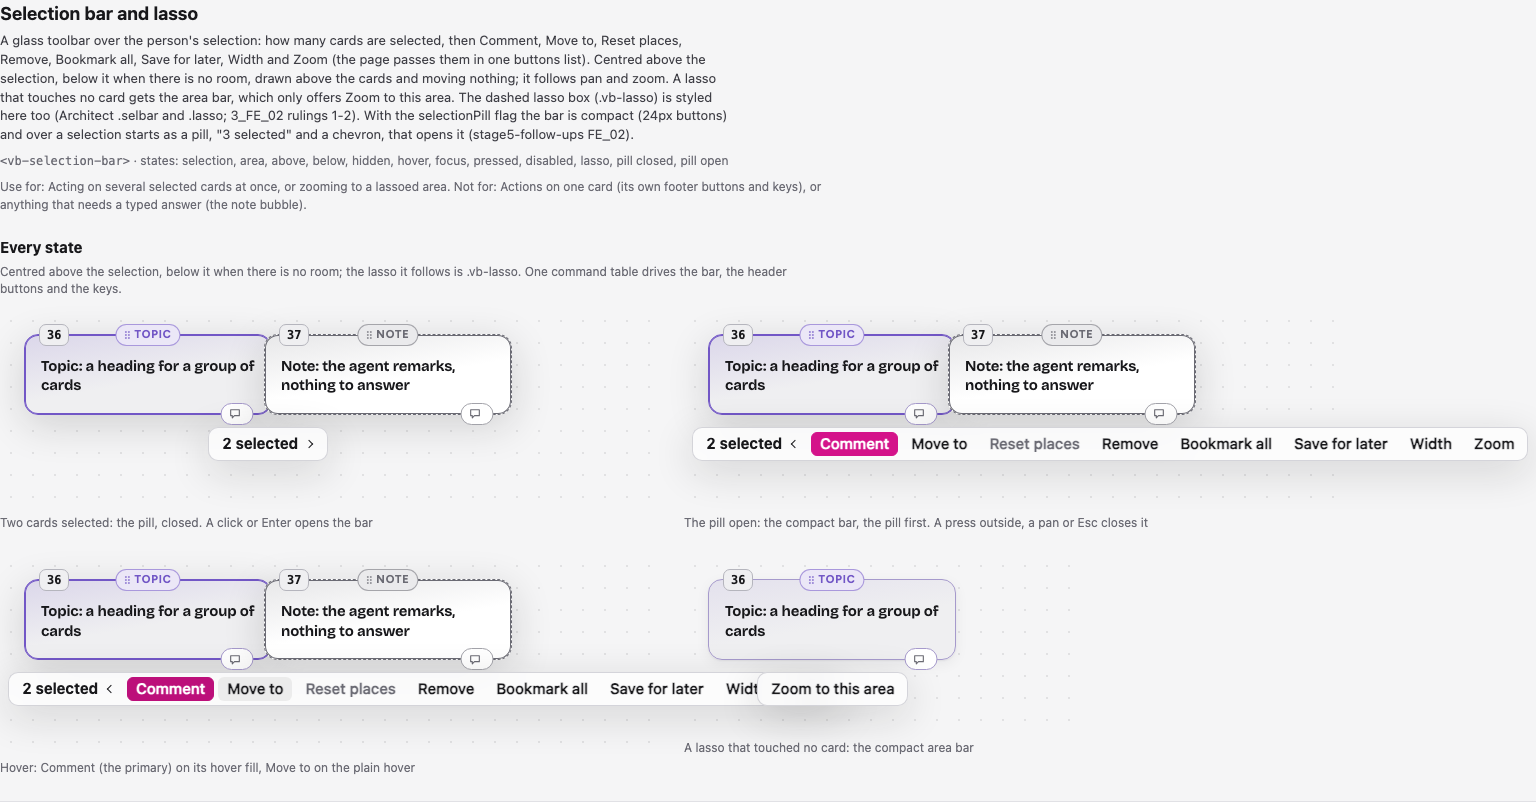 Selection bar and lasso
A glass toolbar over the person's selection: how many cards are selected, then Comment, Move to, Reset places,
Remove, Bookmark all, Save for later, Width and Zoom (the page passes them in one buttons list). Centred above the
selection, below it when there is no room, drawn above the cards and moving nothing; it follows pan and zoom. A lasso
that touches no card gets the area bar, which only offers Zoom to this area. The dashed lasso box (.vb-lasso) is styled
here too (Architect .selbar and .lasso; 3_FE_02 rulings 1-2). With the selectionPill flag the bar is compact (24px buttons)
and over a selection starts as a pill, "3 selected" and a chevron, that opens it (stage5-follow-ups FE_02).
<vb-selection-bar> · states: selection, area, above, below, hidden, hover, focus, pressed, disabled, lasso, pill closed, pill open
Use for: Acting on several selected cards at once, or zooming to a lassoed area. Not for: Actions on one card (its own footer buttons and keys), or
anything that needs a typed answer (the note bubble).
Every state
Centred above the selection, below it when there is no room; the lasso it follows is .vb-lasso. One command table drives the bar, the header
buttons and the keys.
36 TOPIC 37 NOTE
Topic: a heading for a group of
cards
Note: the agent remarks,
nothing to answer
2 selected
Two cards selected: the pill, closed. A click or Enter opens the bar
36 TOPIC 37 NOTE
Topic: a heading for a group of
cards
Note: the agent remarks,
nothing to answer
2 selected Comment Move to Reset places Remove Bookmark all Save for later Width Zoom
The pill open: the compact bar, the pill first. A press outside, a pan or Esc closes it
36 TOPIC 37 NOTE
Topic: a heading for a group of
cards
Note: the agent remarks,
nothing to answer
2 selected Comment Move to Reset places Remove Bookmark all Save for later Widt
Hover: Comment (the primary) on its hover fill, Move to on the plain hover
36 TOPIC
Topic: a heading for a group of
cards
Zoom to this area
A lasso that touched no card: the compact area bar